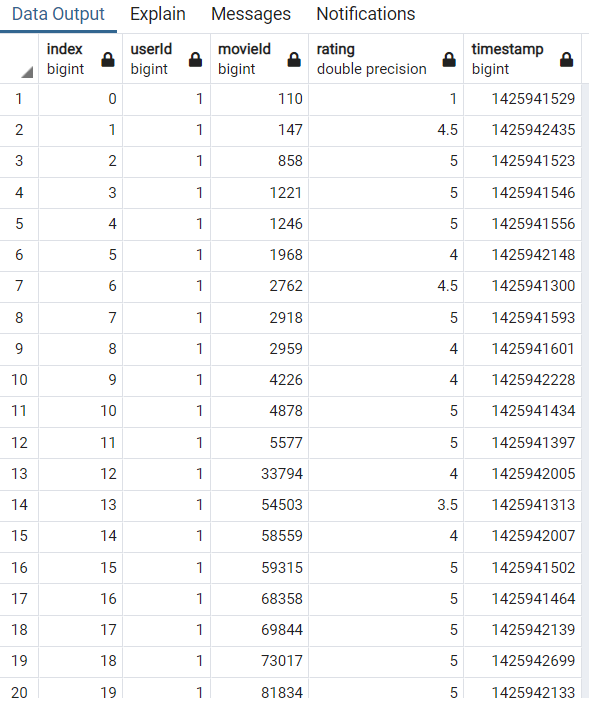 Data Output Explain Messages Notifications
index userId movieId rating timestamp
bigint bigint bigint double precision bigint
1 0 1 110 1 1425941529
2 1 1 147 4.5 1425942435
3 2 1 858 5 1425941523
4 3 1 1221 5 1425941546
5 4 1 1246 5 1425941556
6 5 1 1968 4 1425942148
7 6 1 2762 4.5 1425941300
8 7 1 2918 5 1425941593
9 8 1 2959 4 1425941601
10 9 1 4226 4 1425942228
11 10 1 4878 5 1425941434
12 11 1 5577 5 1425941397
13 12 1 33794 4 1425942005
14 13 1 54503 3.5 1425941313
15 14 1 58559 4 1425942007
16 15 1 59315 5 1425941502
17 16 1 68358 5 1425941464
18 17 1 69844 5 1425942139
19 18 1 73017 5 1425942699
20 19 1 81834 5 1425942133